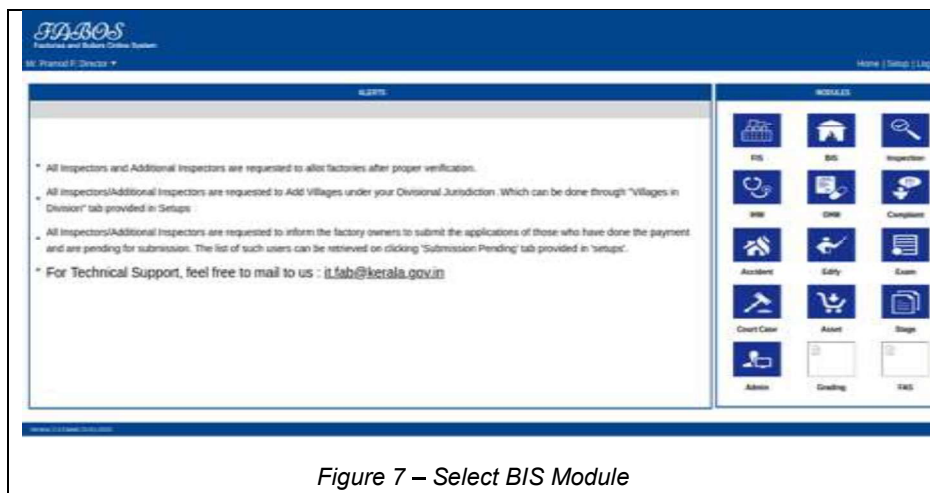 FABOS
Factories and Boilers Online System
Mr. Pramod P, Director
Home | Setup | Log
ALERTS
MODULES
* All Inspectors and Additional Inspectors are requested to allot factories after proper verification.
* All Inspectors/Additional Inspectors are requested to Add Villages under your Divisional Jurisdiction. Which can be done through "Villages in
Division" tab provided in Setups
* All Inspectors/Additional Inspectors are requested to inform the factory owners to submit the applications of those who have done the payment
and are pending for submission. The list of such users can be retrieved on clicking 'Submission Pending' tab provided in 'setups'.
* For Technical Support, feel free to mail to us : it.fab@kerala.gov.in
FIS BIS Inspection
Complaint
Accident Edify Exam
Court Case Asset Stage
Admin Grading
Figure 7 – Select BIS Module